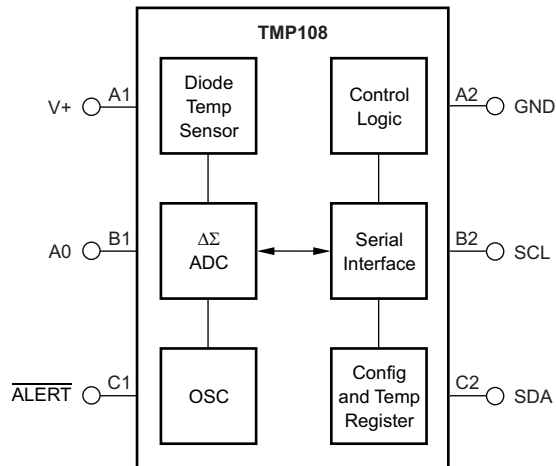 TMP108
Diode
Temp
Sensor
Control
Logic
V+
A1
A2
GND
A0
B1
ΔΣ
ADC
Serial
Interface
B2
SCL
ALERT
C1
OSC
Config
and Temp
Register
C2
SDA